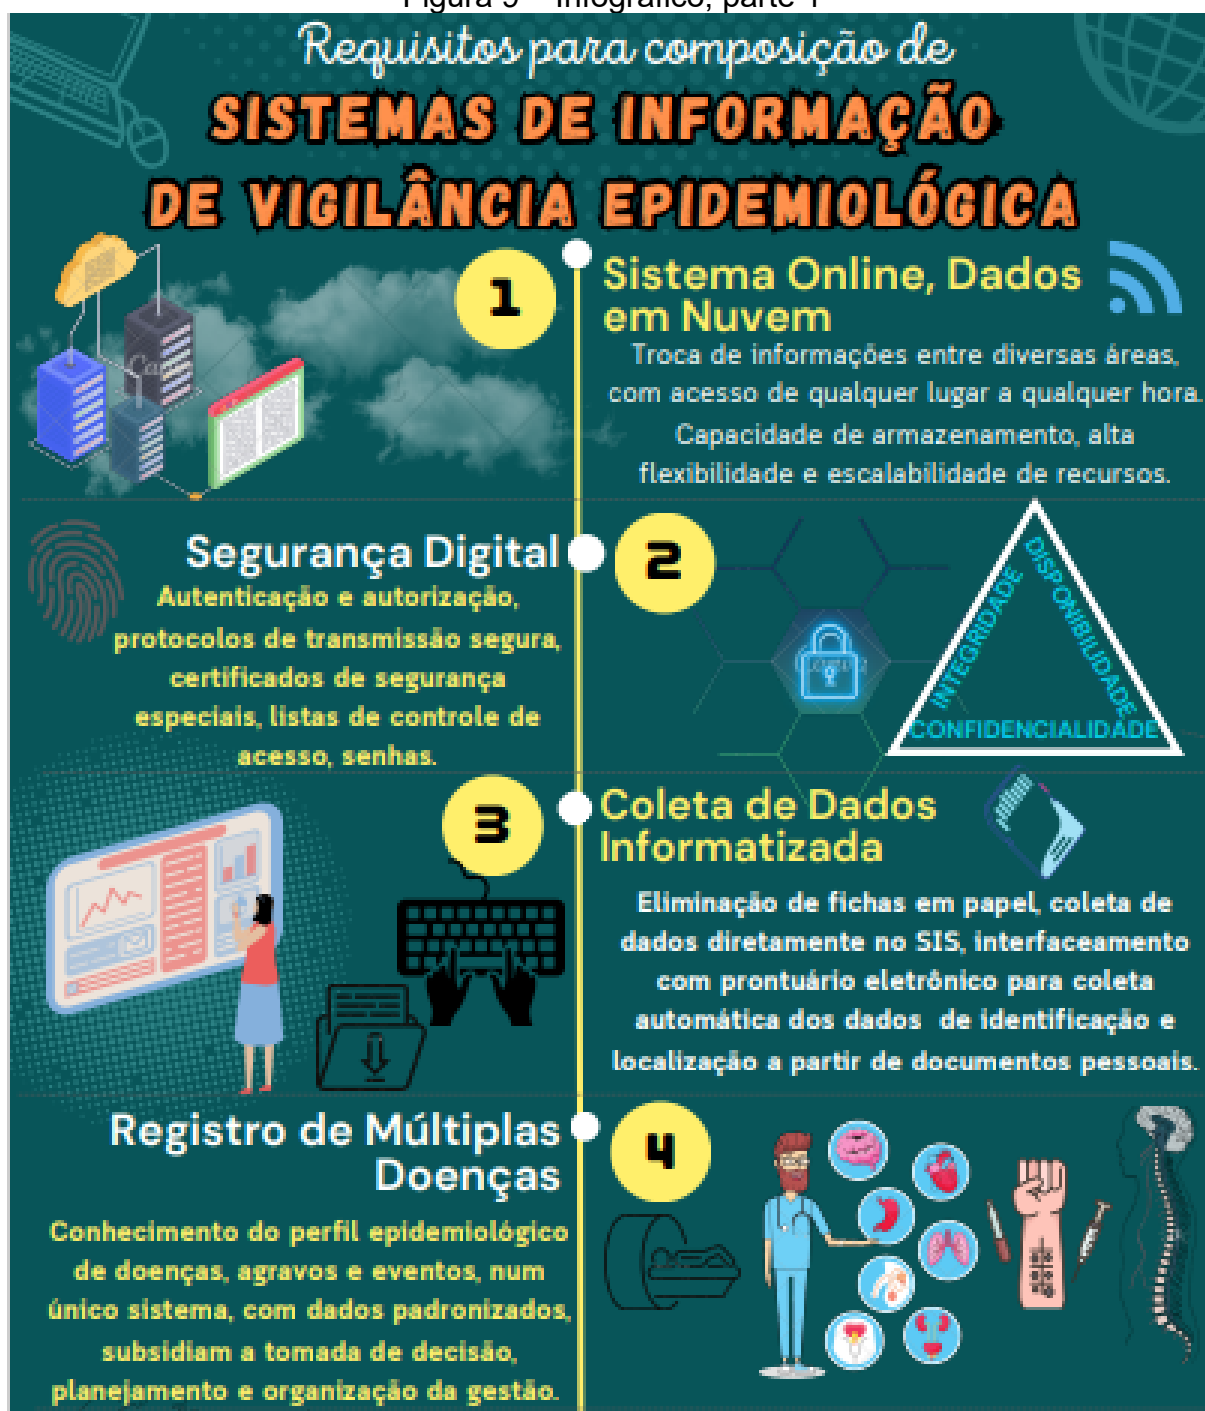 Figura 9 – Infográfico, parte 1
Requisitos para composição de
SISTEMAS DE INFORMAÇÃO
DE VIGILÂNCIA EPIDEMIOLÓGICA
1
Sistema Online, Dados
em Nuvem
Troca de informações entre diversas áreas,
com acesso de qualquer lugar a qualquer hora.
Capacidade de armazenamento, alta
flexibilidade e escalabilidade de recursos.
Segurança Digital
2
Autenticação e autorização,
protocolos de transmissão segura,
certificados de segurança
especiais, listas de controle de
acesso, senhas.
INTEGRIDADE
DISPONIBILIDADE
CONFIDENCIALIDADE
3
Coleta de Dados
Informatizada
Eliminação de fichas em papel, coleta de
dados diretamente no SIS, interfaceamento
com prontuário eletrônico para coleta
automática dos dados de identificação e
localização a partir de documentos pessoais.
Registro de Múltiplas
Doenças
4
Conhecimento do perfil epidemiológico
de doenças, agravos e eventos, num
único sistema, com dados padronizados,
subsidiam a tomada de decisão,
planejamento e organização da gestão.